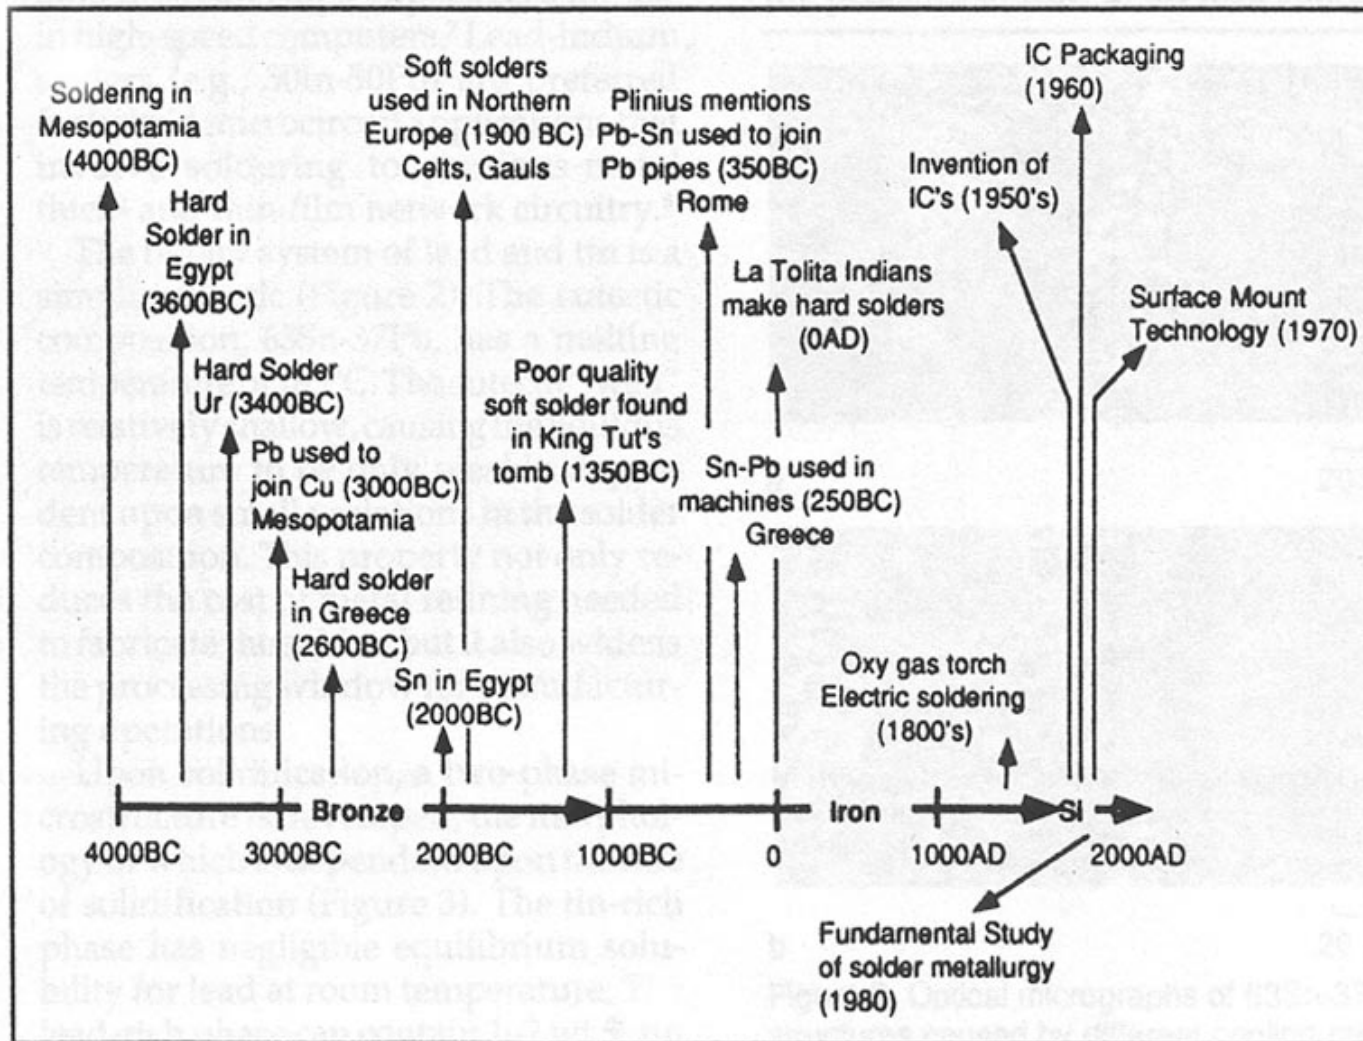 Soldering in
Mesopotamia
(4000BC)
Hard
Solder in
Egypt
(3600BC)
Hard Solder
Ur (3400BC)
Pb used to
join Cu (3000BC)
Mesopotamia
Hard solder
in Greece
(2600BC)
Sn in Egypt
(2000BC)
Soft solders
used in Northern
Europe (1900 BC)
Celts, Gauls
Poor quality
soft solder found
in King Tut's
tomb (1350BC)
Plinius mentions
Pb-Sn used to join
Pb pipes (350BC)
Rome
La Tolita Indians
make hard solders
(0AD)
Sn-Pb used in
machines (250BC)
Greece
Oxy gas torch
Electric soldering
(1800's)
Invention of
IC's (1950's)
IC Packaging
(1960)
Surface Mount
Technology (1970)
Bronze Iron SI
4000BC 3000BC 2000BC 1000BC 0 1000AD 2000AD
Fundamental Study
of solder metallurgy
(1980)